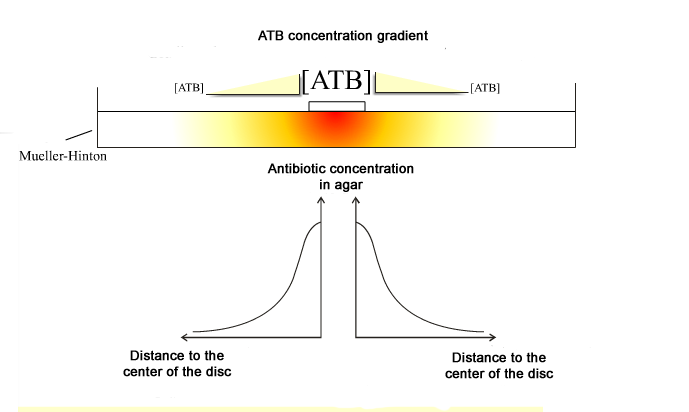 ATB concentration gradient
[ATB] [ATB] [ATB]
Mueller-Hinton
Antibiotic concentration
in agar
Distance to the
center of the disc
Distance to the
center of the disc